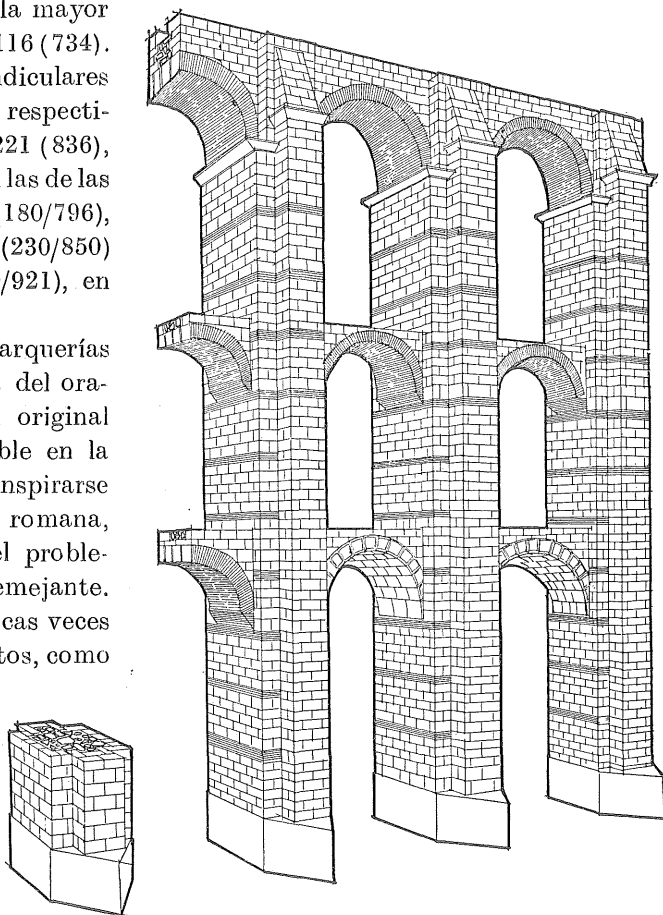 la mayor
116 (734).
ndiculares
respecti-
221 (836),
las de las
180/796),
(230/850)
/921), en
arquerías
del ora-
original
ble en la
nspirarse
romana,
el proble-
emejante.
cas veces
tos, como